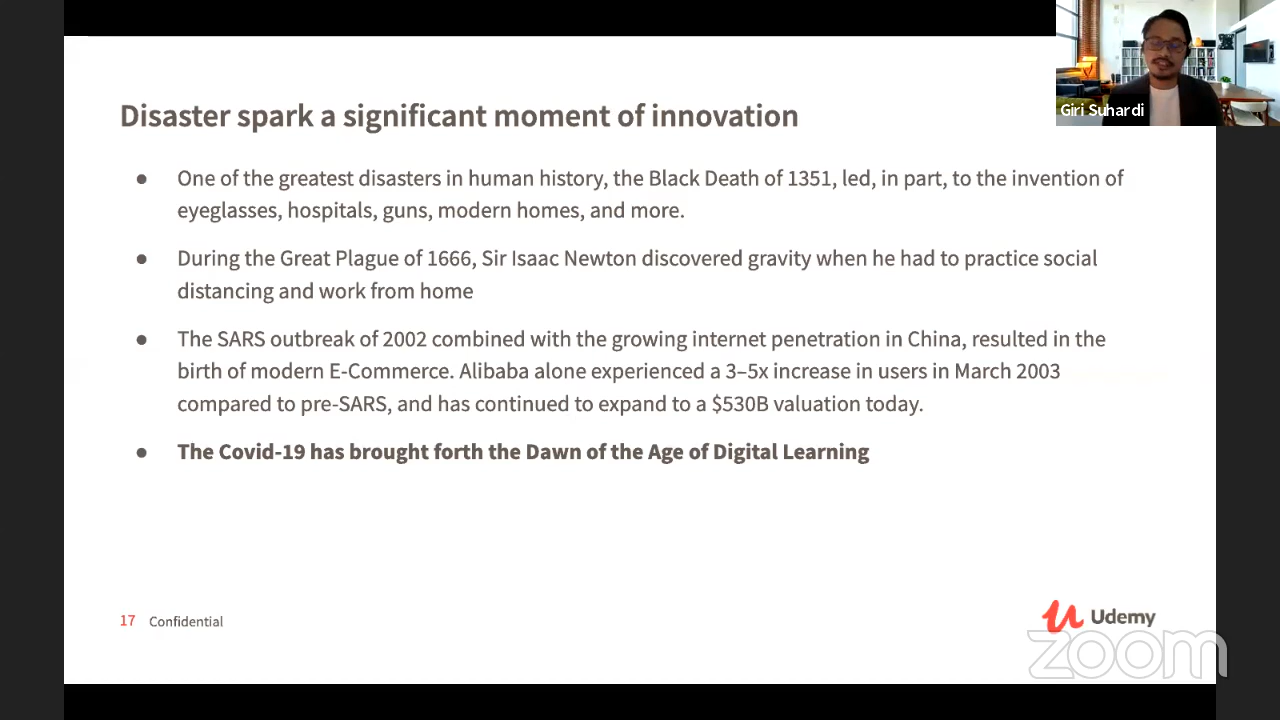 Giri Suhardi
Disaster spark a significant moment of innovation
● One of the greatest disasters in human history, the Black Death of 1351, led, in part, to the invention of
eyeglasses, hospitals, guns, modern homes, and more.
● During the Great Plague of 1666, Sir Isaac Newton discovered gravity when he had to practice social
distancing and work from home
● The SARS outbreak of 2002 combined with the growing internet penetration in China, resulted in the
birth of modern E-Commerce. Alibaba alone experienced a 3–5x increase in users in March 2003
compared to pre-SARS, and has continued to expand to a $530B valuation today.
● The Covid-19 has brought forth the Dawn of the Age of Digital Learning
17 Confidential
Udemy
zoom